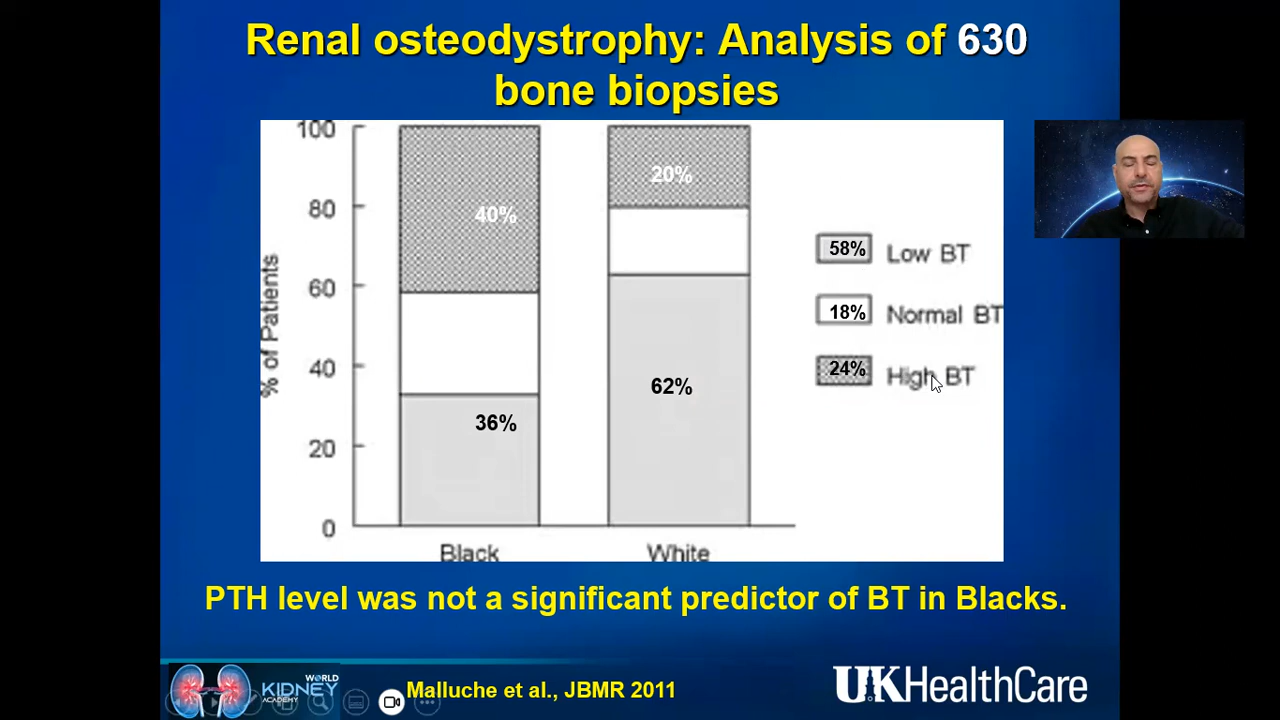 Renal osteodystrophy: Analysis of 630
bone biopsies
100
80
60
40
20
0
% of Patients
40%
36%
20%
62%
Black
White
58% Low BT
18% Normal BT
24% High BT
PTH level was not a significant predictor of BT in Blacks.
WORLD
KIDNEY
ACADEMY
Malluche et al., JBMR 2011
UKHealthCare